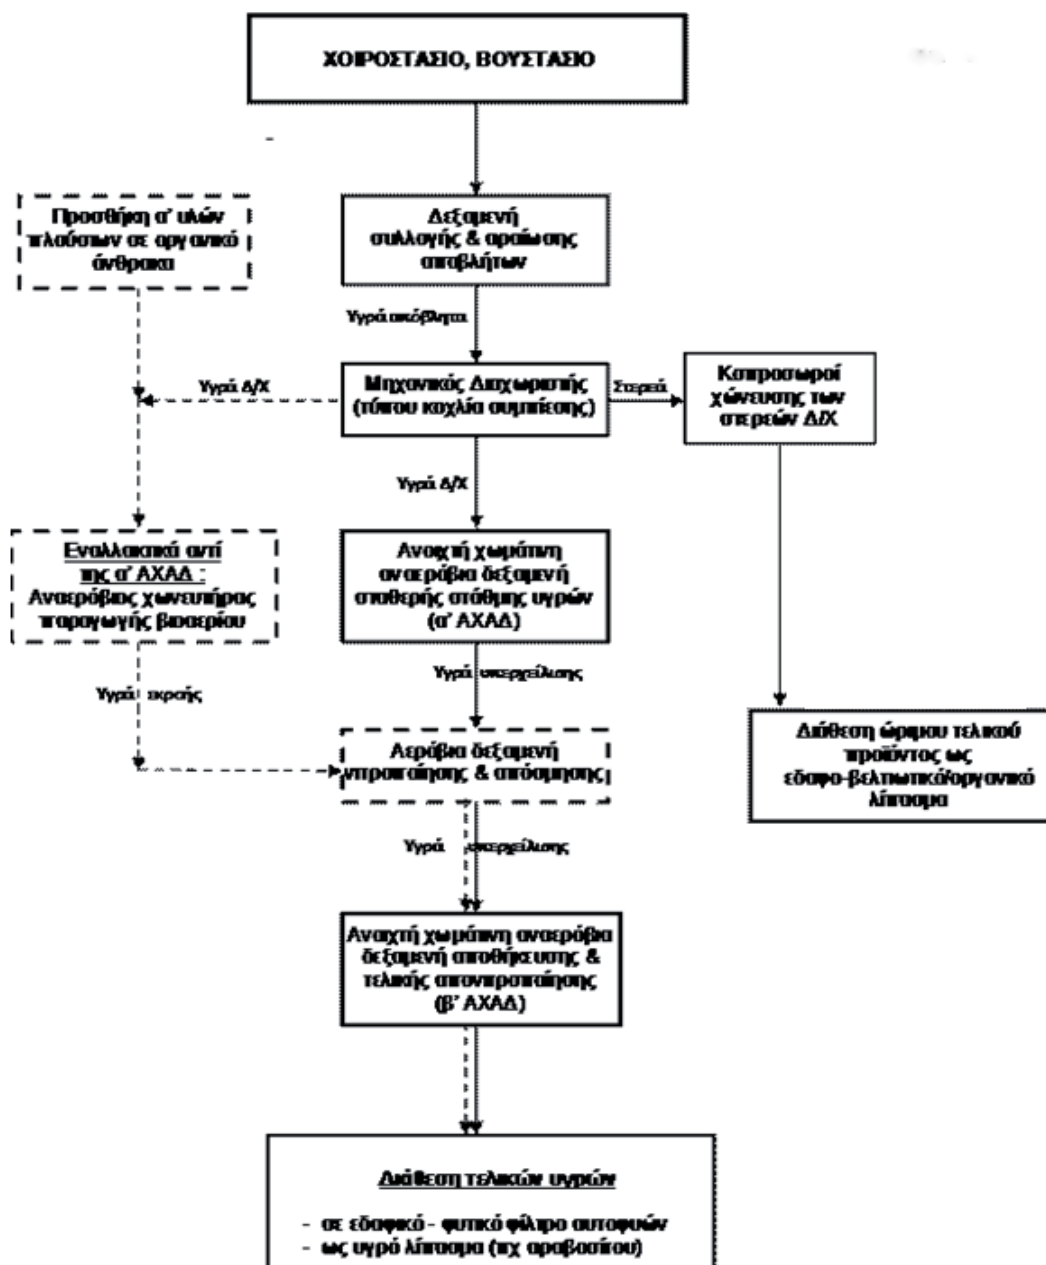 ΧΟΙΡΟΣΤΑΣΙΟ, ΒΟΥΣΤΑΣΙΟ
Προσθήκη α' υλών
πλούσιων σε οργανικό
άνθρακα
Δεξαμενή
συλλογής & αραίωσης
αποβλήτων
Υγρά απόβλητα
Υγρά Δ/Χ
Μηχανικός Διαχωριστής
(τύπου κοχλία συμπίεσης)
Στερεά
Κοπροσωροί
χώνευσης των
στερεών Δ/Χ
Υγρά Δ/Χ
Εναλλακτικά αντί
της α' ΑΧΑΔ :
Αναερόβιος χωνευτήρας
παραγωγής βιοαερίου
Ανοιχτή χωμάτινη
αναερόβια δεξαμενή
σταθερής στάθμης υγρών
(α' ΑΧΑΔ)
Υγρά υπερχείλισης
Υγρά εκροής
Αερόβια δεξαμενή
νιτροποίησης & απόσμησης
Διάθεση ώριμου τελικού
προϊόντος ως
εδαφο-βελτιωτικό/οργανικό
λίπασμα
Υγρά υπερχείλισης
Ανοιχτή χωμάτινη αναερόβια
δεξαμενή αποθήκευσης &
τελικής απονιτροποίησης
(β' ΑΧΑΔ)
Διάθεση τελικών υγρών
- σε εδαφικό - φυτικό φίλτρο αυτοφυών
- ως υγρό λίπασμα (πχ αραβοσίτου)